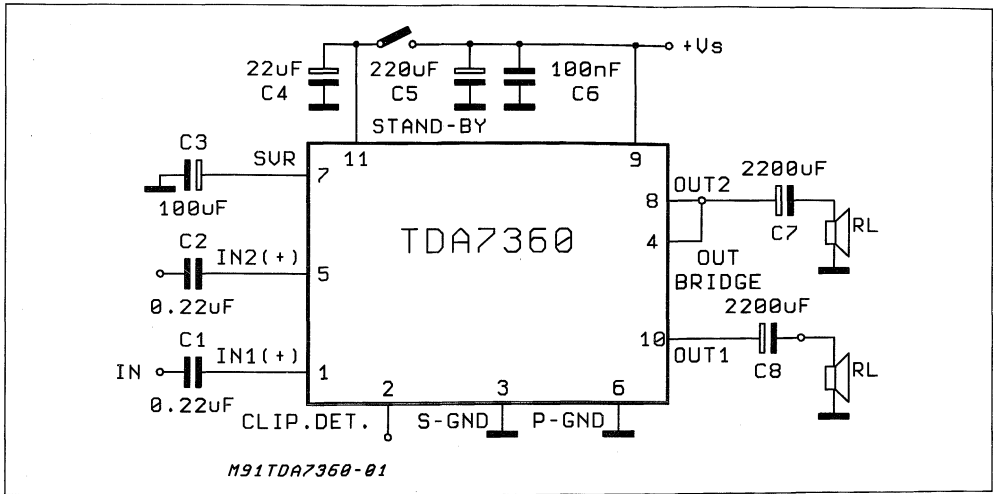 +Vs
22uF 220uF 100nF
C4 C5 C6
STAND-BY
C3 SVR 7 11 9
100uF
2200uF
8 OUT2
C7 RL
TDA7360
4 OUT
BRIDGE
C2 IN2(+) 5
0.22uF
2200uF
10 OUT1
C8 RL
C1 IN1(+) 1
IN
0.22uF
2 3 6
CLIP.DET. S-GND P-GND
M91TDA7360-01